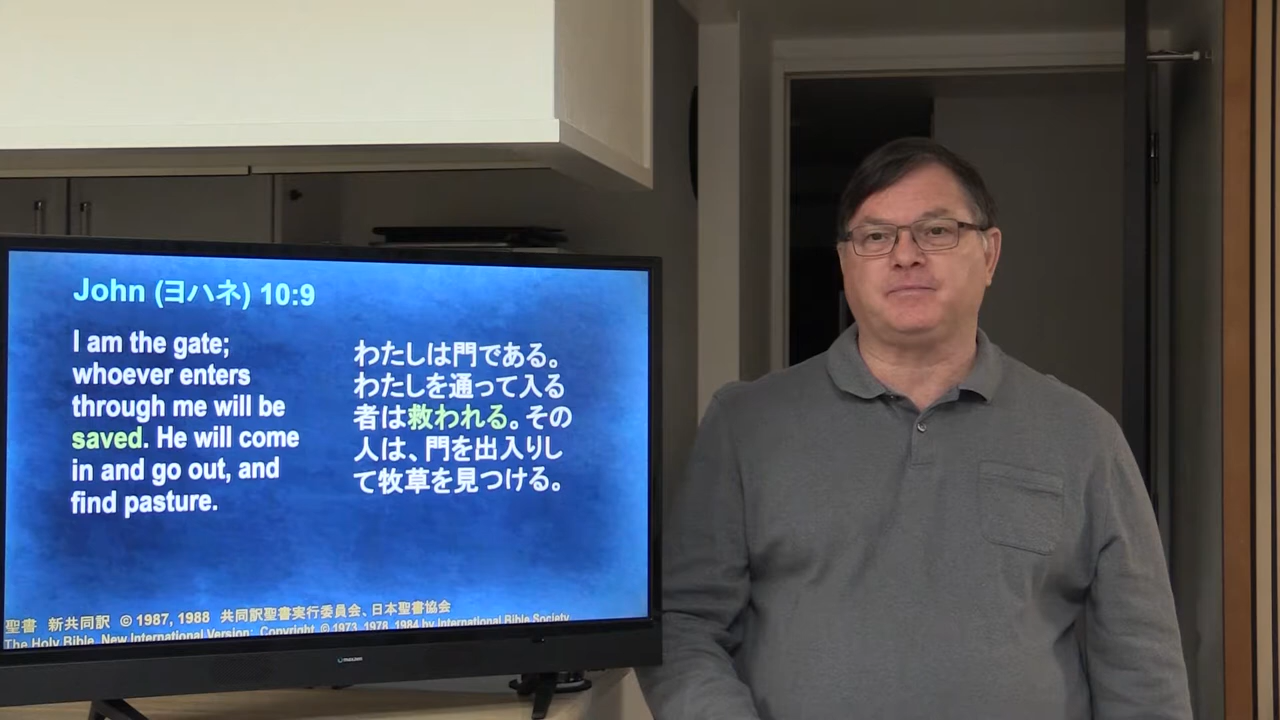 John (ヨハネ) 10:9
I am the gate;
whoever enters
through me will be
saved. He will come
in and go out, and
find pasture.
わたしは門である。
わたしを通って入る
者は救われる。その
人は、門を出入りし
て牧草を見つける。
聖書 新共同訳 © 1987, 1988 共同訳聖書実行委員会、日本聖書協会
The Holy Bible, New International Version; Copyright © 1973, 1978, 1984 by International Bible Society
maxzen